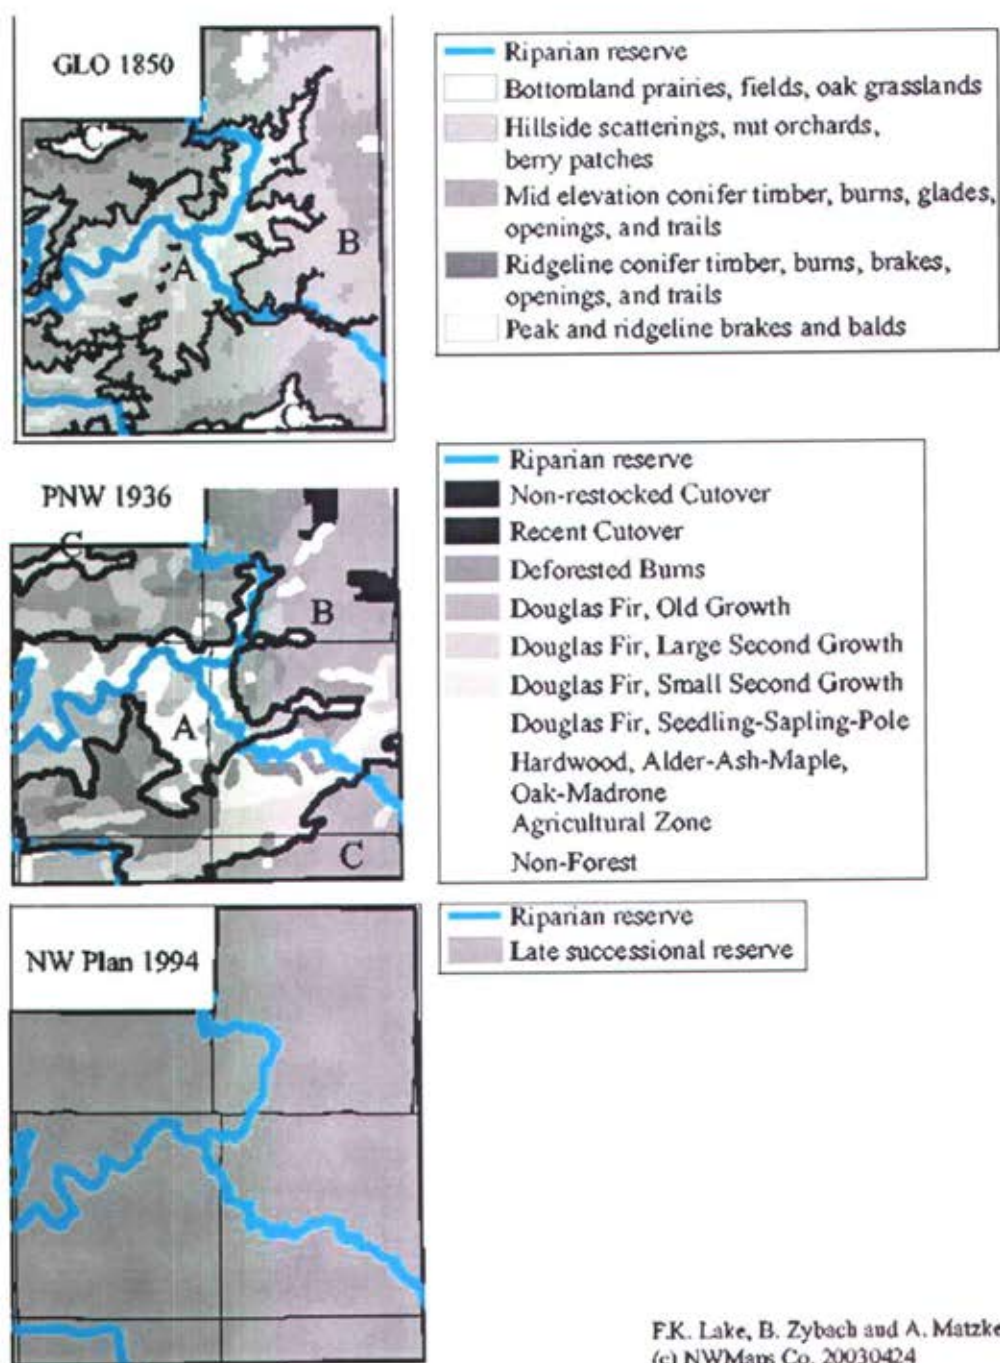 GLO 1850
C
B
A
C
Riparian reserve
Bottomland prairies, fields, oak grasslands
Hillside scatterings, nut orchards,
berry patches
Mid elevation conifer timber, burns, glades,
openings, and trails
Ridgeline conifer timber, burns, brakes,
openings, and trails
Peak and ridgeline brakes and balds
PNW 1936
C
B
A
C
Riparian reserve
Non-restocked Cutover
Recent Cutover
Deforested Burns
Douglas Fir, Old Growth
Douglas Fir, Large Second Growth
Douglas Fir, Small Second Growth
Douglas Fir, Seedling-Sapling-Pole
Hardwood, Alder-Ash-Maple,
Oak-Madrone
Agricultural Zone
Non-Forest
NW Plan 1994
Riparian reserve
Late successional reserve
F.K. Lake, B. Zybach and A. Matzke
(c) NWMaps Co. 20030424